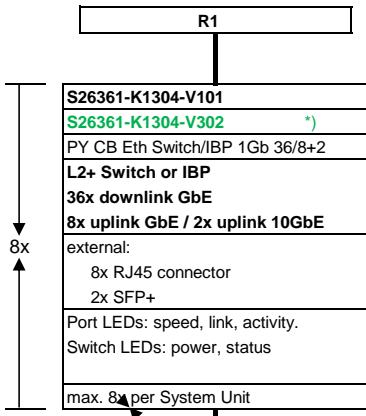 R1
S26361-K1304-V101
S26361-K1304-V302 *)
PY CB Eth Switch/IBP 1Gb 36/8+2
L2+ Switch or IBP
36x downlink GbE
8x uplink GbE / 2x uplink 10GbE
8x
external:
8x RJ45 connector
2x SFP+
Port LEDs: speed, link, activity.
Switch LEDs: power, status
max. 8x per System Unit